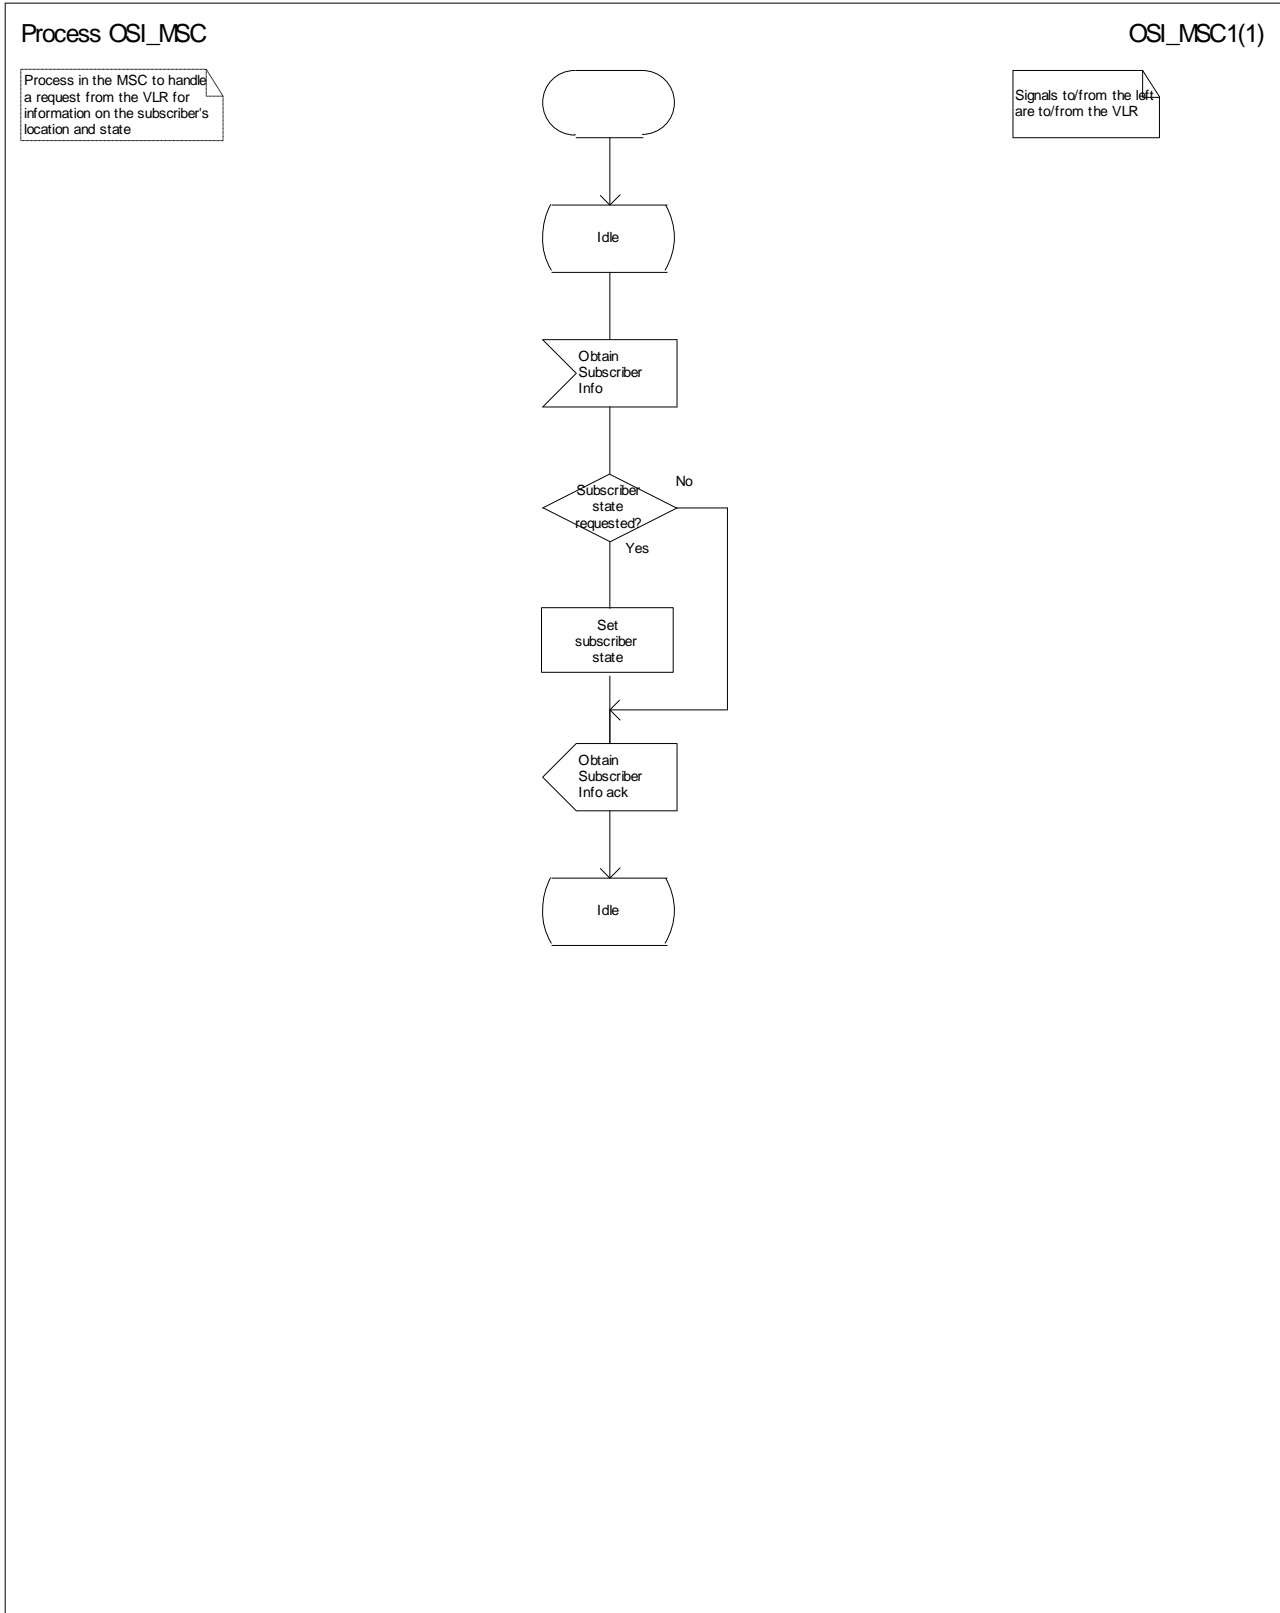 Process OSI_MSC
OSI_MSC1(1)
Process in the MSC to handle
a request from the VLR for
information on the subscriber's
location and state
Signals to/from the left
are to/from the VLR
Idle
Obtain
Subscriber
Info
Subscriber
state
requested?
No
Yes
Set
subscriber
state
Obtain
Subscriber
Info ack
Idle